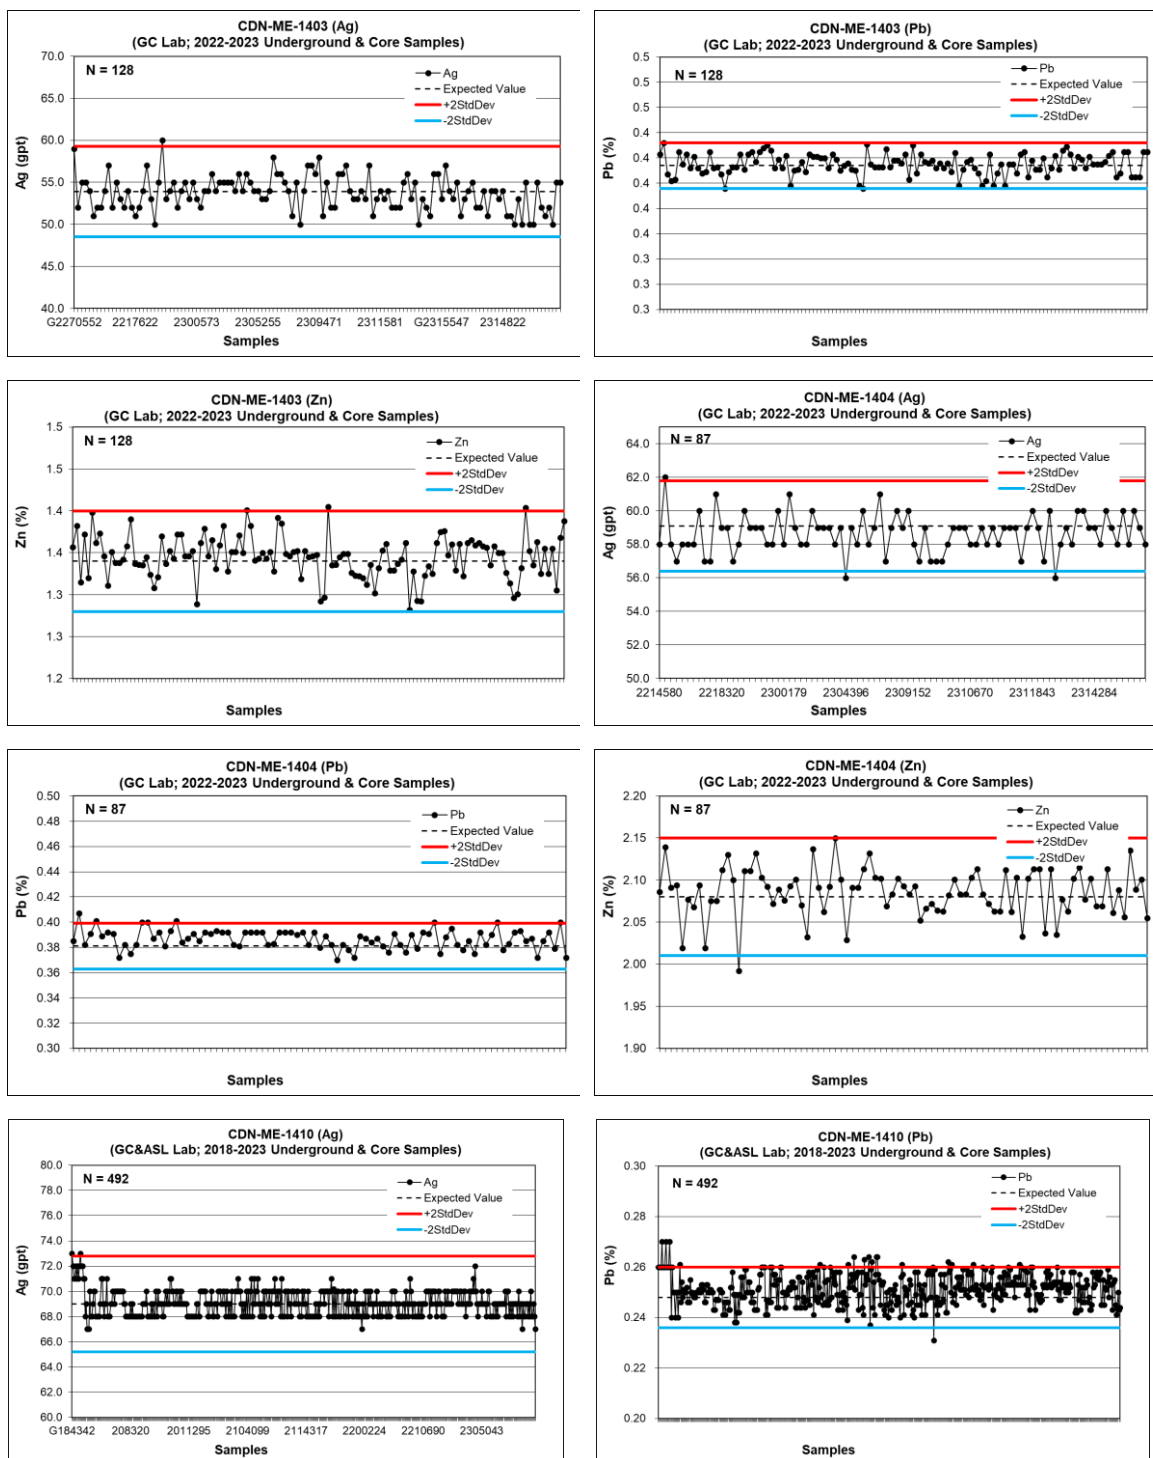 CDN-ME-1403 (Ag)
(GC Lab; 2022-2023 Underground & Core Samples)
N = 128
Ag
Expected Value
+2StdDev
-2StdDev
Ag (gpt)
70.0
65.0
60.0
55.0
50.0
45.0
40.0
G2270552 2217622 2300573 2305255 2309471 2311581 G2315547 2314822
Samples
CDN-ME-1403 (Pb)
(GC Lab; 2022-2023 Underground & Core Samples)
N = 128
Pb
Expected Value
+2StdDev
-2StdDev
Pb (%)
0.5
0.5
0.5
0.4
0.4
0.4
0.4
0.4
0.4
0.3
0.3
Samples
CDN-ME-1403 (Zn)
(GC Lab; 2022-2023 Underground & Core Samples)
N = 128
Zn
Expected Value
+2StdDev
-2StdDev
Zn (%)
1.5
1.5
1.4
1.4
1.3
1.3
1.2
Samples
CDN-ME-1404 (Ag)
(GC Lab; 2022-2023 Underground & Core Samples)
N = 87
Ag
Expected Value
+2StdDev
-2StdDev
Ag (gpt)
64.0
62.0
60.0
58.0
56.0
54.0
52.0
50.0
2214580 2218320 2300179 2304396 2309152 2310670 2311843 2314284
Samples
CDN-ME-1404 (Pb)
(GC Lab; 2022-2023 Underground & Core Samples)
N = 87
Pb
Expected Value
+2StdDev
-2StdDev
Pb (%)
0.50
0.48
0.46
0.44
0.42
0.40
0.38
0.36
0.34
0.32
0.30
Samples
CDN-ME-1404 (Zn)
(GC Lab; 2022-2023 Underground & Core Samples)
N = 87
Zn
Expected Value
+2StdDev
-2StdDev
Zn (%)
2.20
2.15
2.10
2.05
2.00
1.95
1.90
Samples
CDN-ME-1410 (Ag)
(GC&ASL Lab; 2018-2023 Underground & Core Samples)
N = 492
Ag
Expected Value
+2StdDev
-2StdDev
Ag (gpt)
80.0
78.0
76.0
74.0
72.0
70.0
68.0
66.0
64.0
62.0
60.0
G184342 208320 2011295 2104099 2114317 2200224 2210690 2305043
Samples
CDN-ME-1410 (Pb)
(GC&ASL Lab; 2018-2023 Underground & Core Samples)
N = 492
Pb
Expected Value
+2StdDev
-2StdDev
Pb (%)
0.30
0.28
0.26
0.24
0.22
0.20
Samples